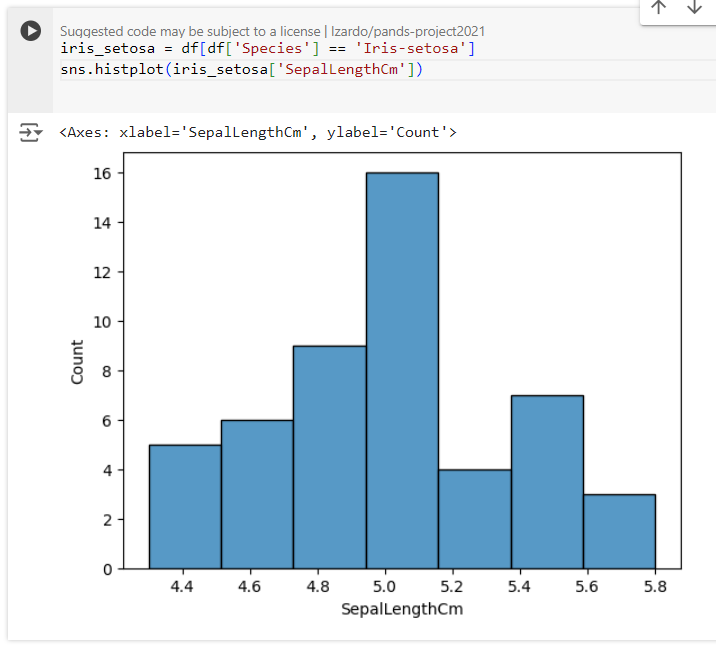 Suggested code may be subject to a license | Izardo/pands-project2021
iris_setosa = df[df['Species'] == 'Iris-setosa']
sns.histplot(iris_setosa['SepalLengthCm'])
<Axes: xlabel='SepalLengthCm', ylabel='Count'>
16
14
12
10
8
6
4
2
0
Count
4.4 4.6 4.8 5.0 5.2 5.4 5.6 5.8
SepalLengthCm